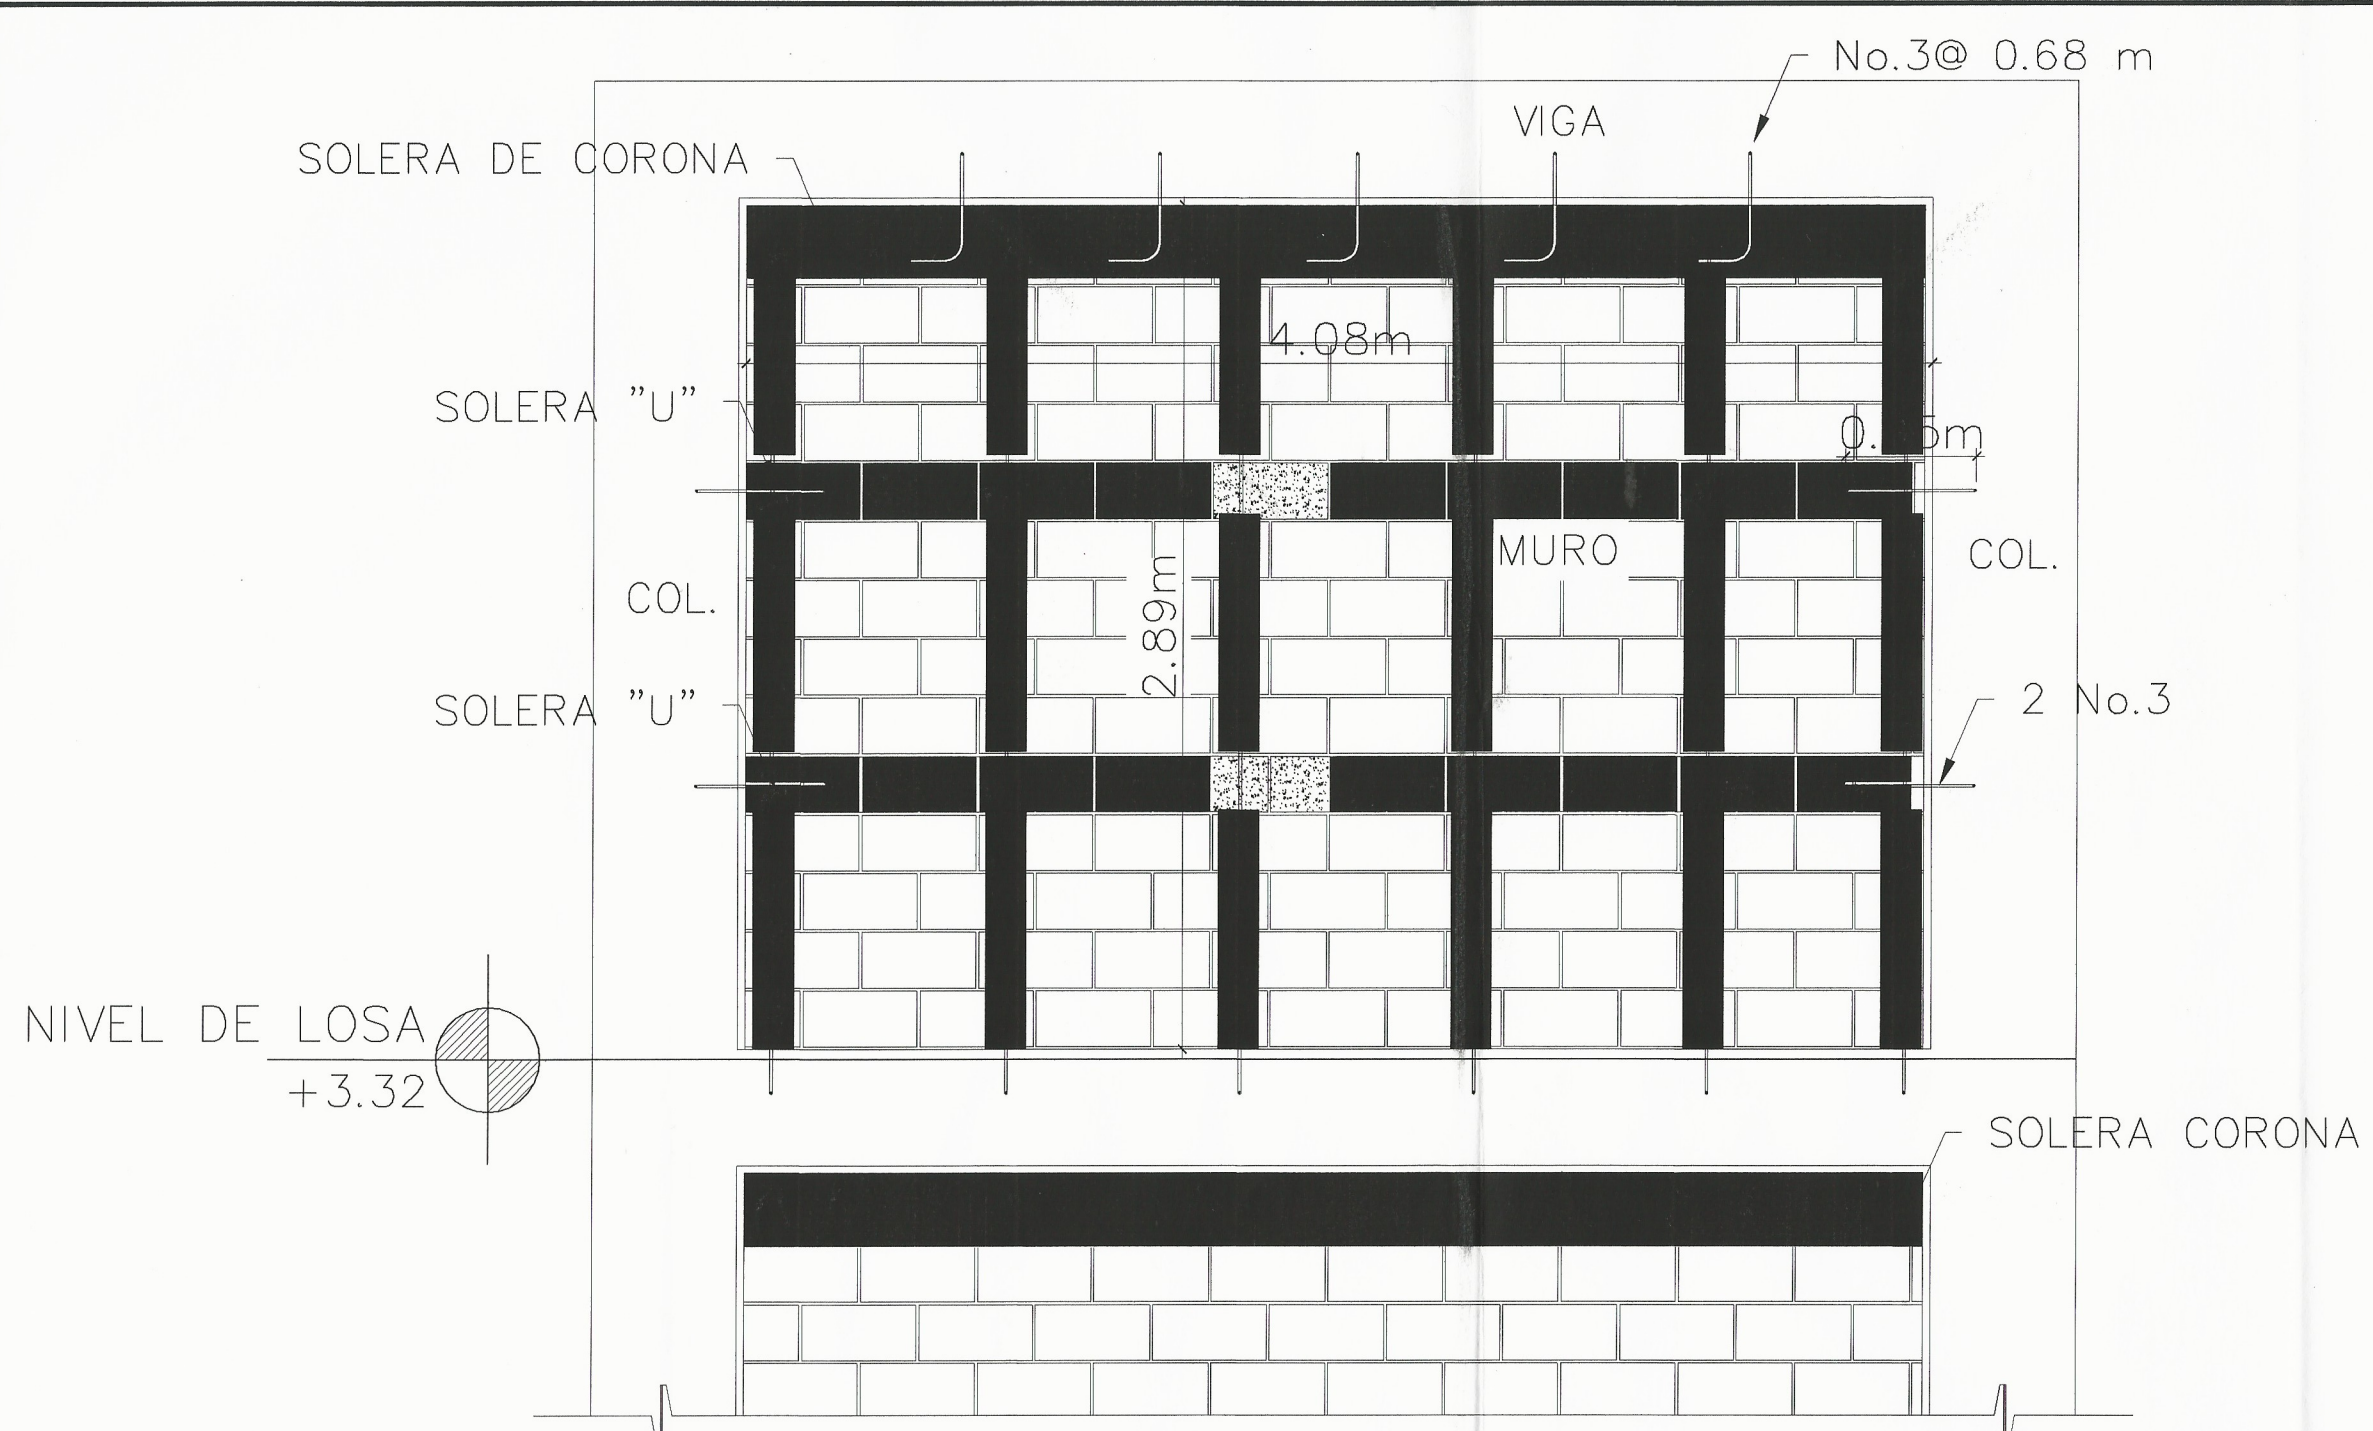 No.3@ 0.68 m
VIGA
SOLERA DE CORONA
4.08m
SOLERA "U"
COL.
MURO
COL.
2.89m
SOLERA "U"
2 No.3
NIVEL DE LOSA
+3.32
SOLERA CORONA